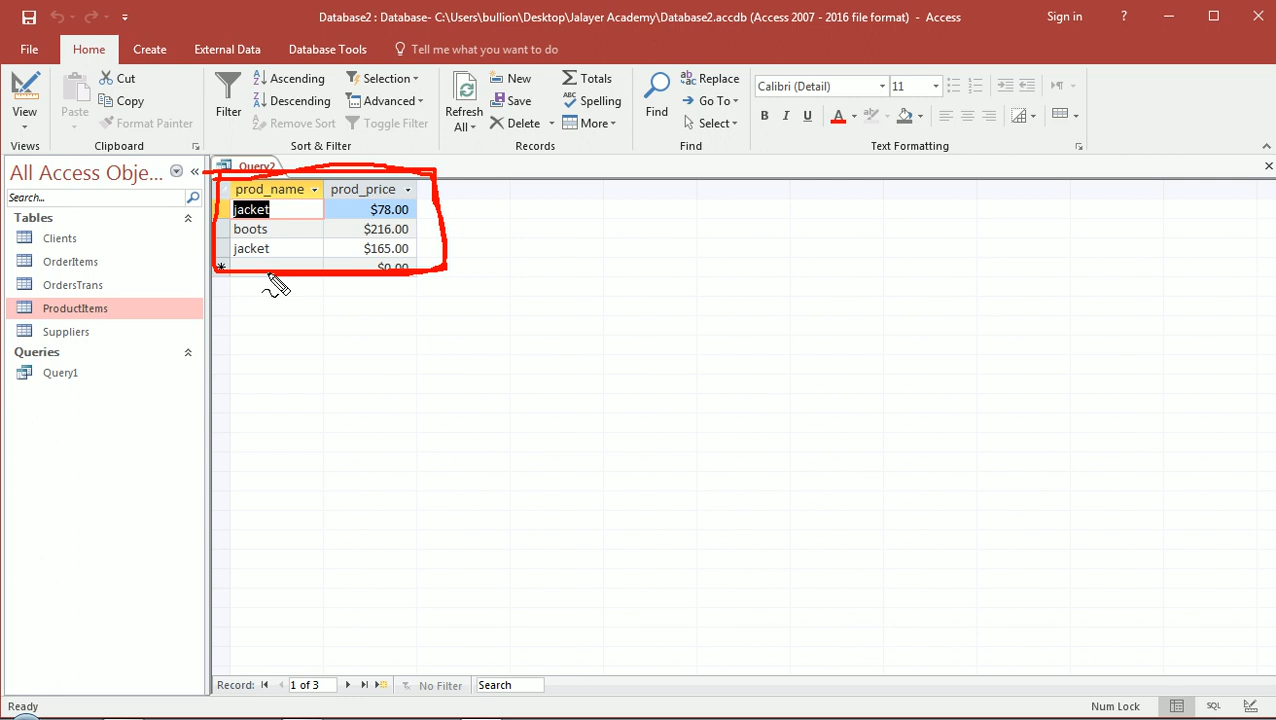 Database2 : Database- C:\Users\bullion\Desktop\Jalayer Academy\Database2.accdb (Access 2007 - 2016 file format) - Access
Sign in
?
File
Home
Create
External Data
Database Tools
Tell me what you want to do
View
Views
Paste
Cut
Copy
Format Painter
Clipboard
Filter
Ascending
Descending
Remove Sort
Selection
Advanced
Toggle Filter
Sort & Filter
Refresh
All
New
Save
Delete
Totals
Spelling
More
Records
Find
Replace
Go To
Select
Find
Calibri (Detail)
11
B I U
A
Text Formatting
All Access Obje...
Search...
Tables
Clients
OrderItems
OrdersTrans
ProductItems
Suppliers
Queries
Query1
Query2
prod_name prod_price
jacket $78.00
boots $216.00
jacket $165.00
* $0.00
Record: 1 of 3 No Filter Search
Ready
Num Lock
SQL